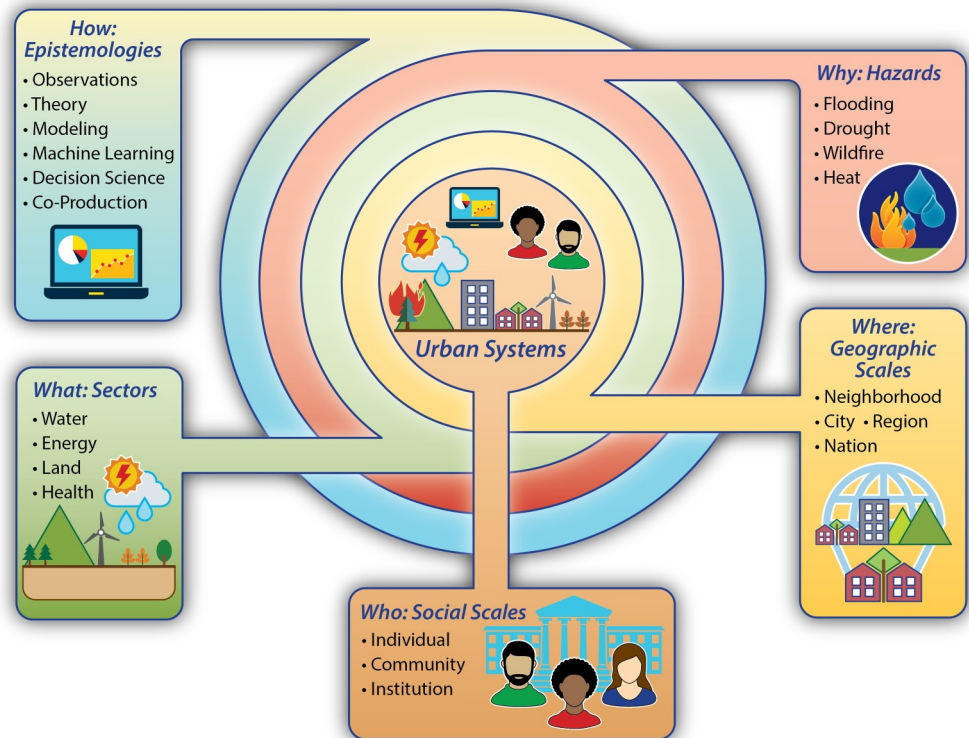 How:
Epistemologies
• Observations
• Theory
• Modeling
• Machine Learning
• Decision Science
• Co-Production
Why: Hazards
• Flooding
• Drought
• Wildfire
• Heat
Urban Systems
What: Sectors
• Water
• Energy
• Land
• Health
Where:
Geographic
Scales
• Neighborhood
• City • Region
• Nation
Who: Social Scales
• Individual
• Community
• Institution